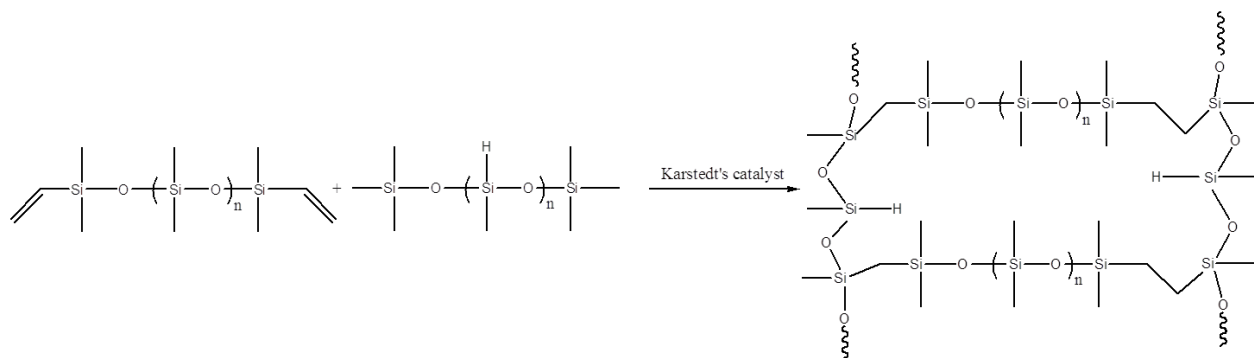 O O Si O Si O Si
Si O ( Si O ) n Si
O
H Si
Si O ( Si O ) n Si + Si O ( Si O ) n Si Karstedt's catalyst
H
Si H
O
O
Si O ( Si O ) n Si Si
O O